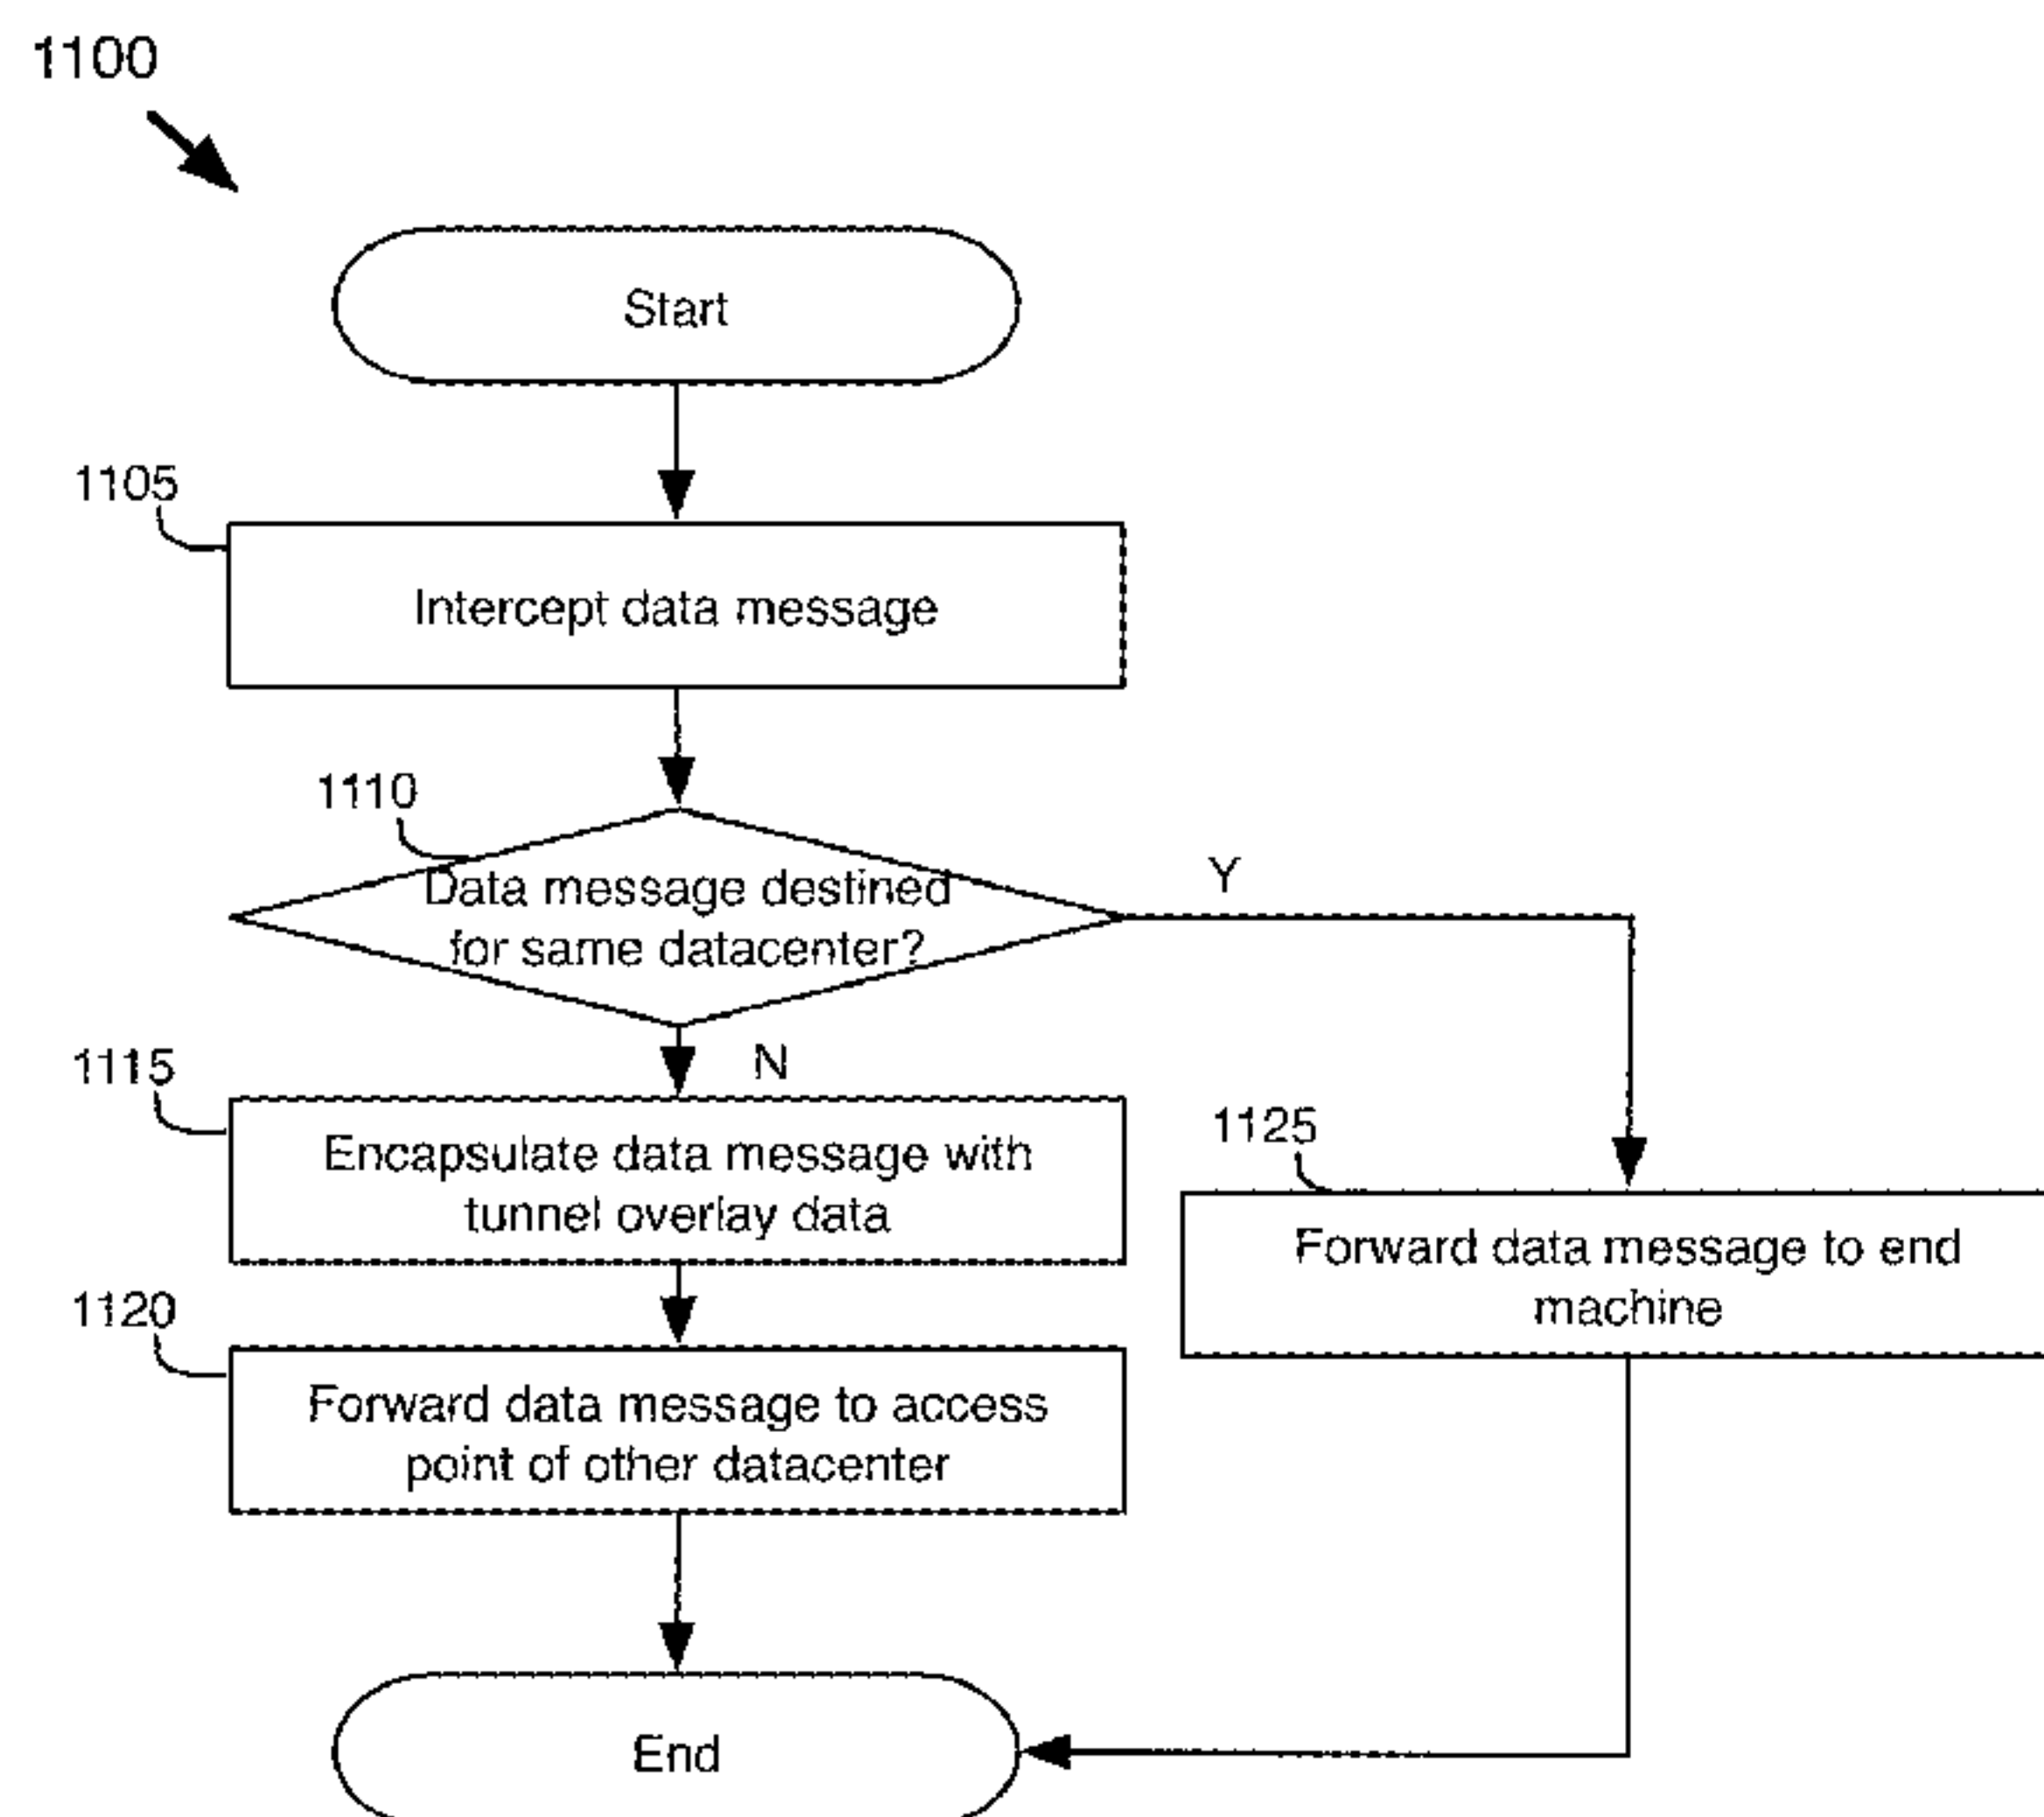 1100
Start
1105
Intercept data message
1110
Data message destined
for same datacenter?
Y
N
1115
Encapsulate data message with
tunnel overlay data
1125
Forward data message to end
machine
1120
Forward data message to access
point of other datacenter
End